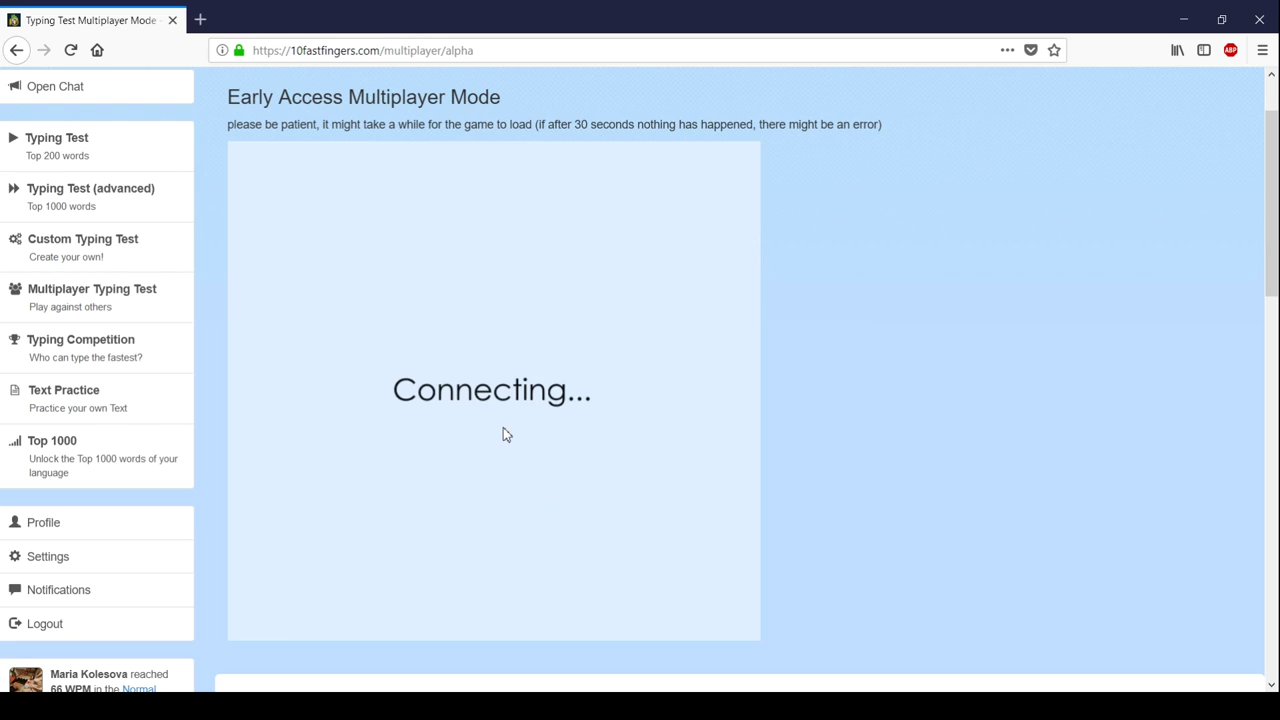 Typing Test Multiplayer Mode -
https://10fastfingers.com/multiplayer/alpha
ABP
Open Chat
Typing Test
Top 200 words
Typing Test (advanced)
Top 1000 words
Custom Typing Test
Create your own!
Multiplayer Typing Test
Play against others
Typing Competition
Who can type the fastest?
Text Practice
Practice your own Text
Top 1000
Unlock the Top 1000 words of your
language
Profile
Settings
Notifications
Logout
Maria Kolesova reached
66 WPM in the Normal
Early Access Multiplayer Mode
please be patient, it might take a while for the game to load (if after 30 seconds nothing has happened, there might be an error)
Connecting...